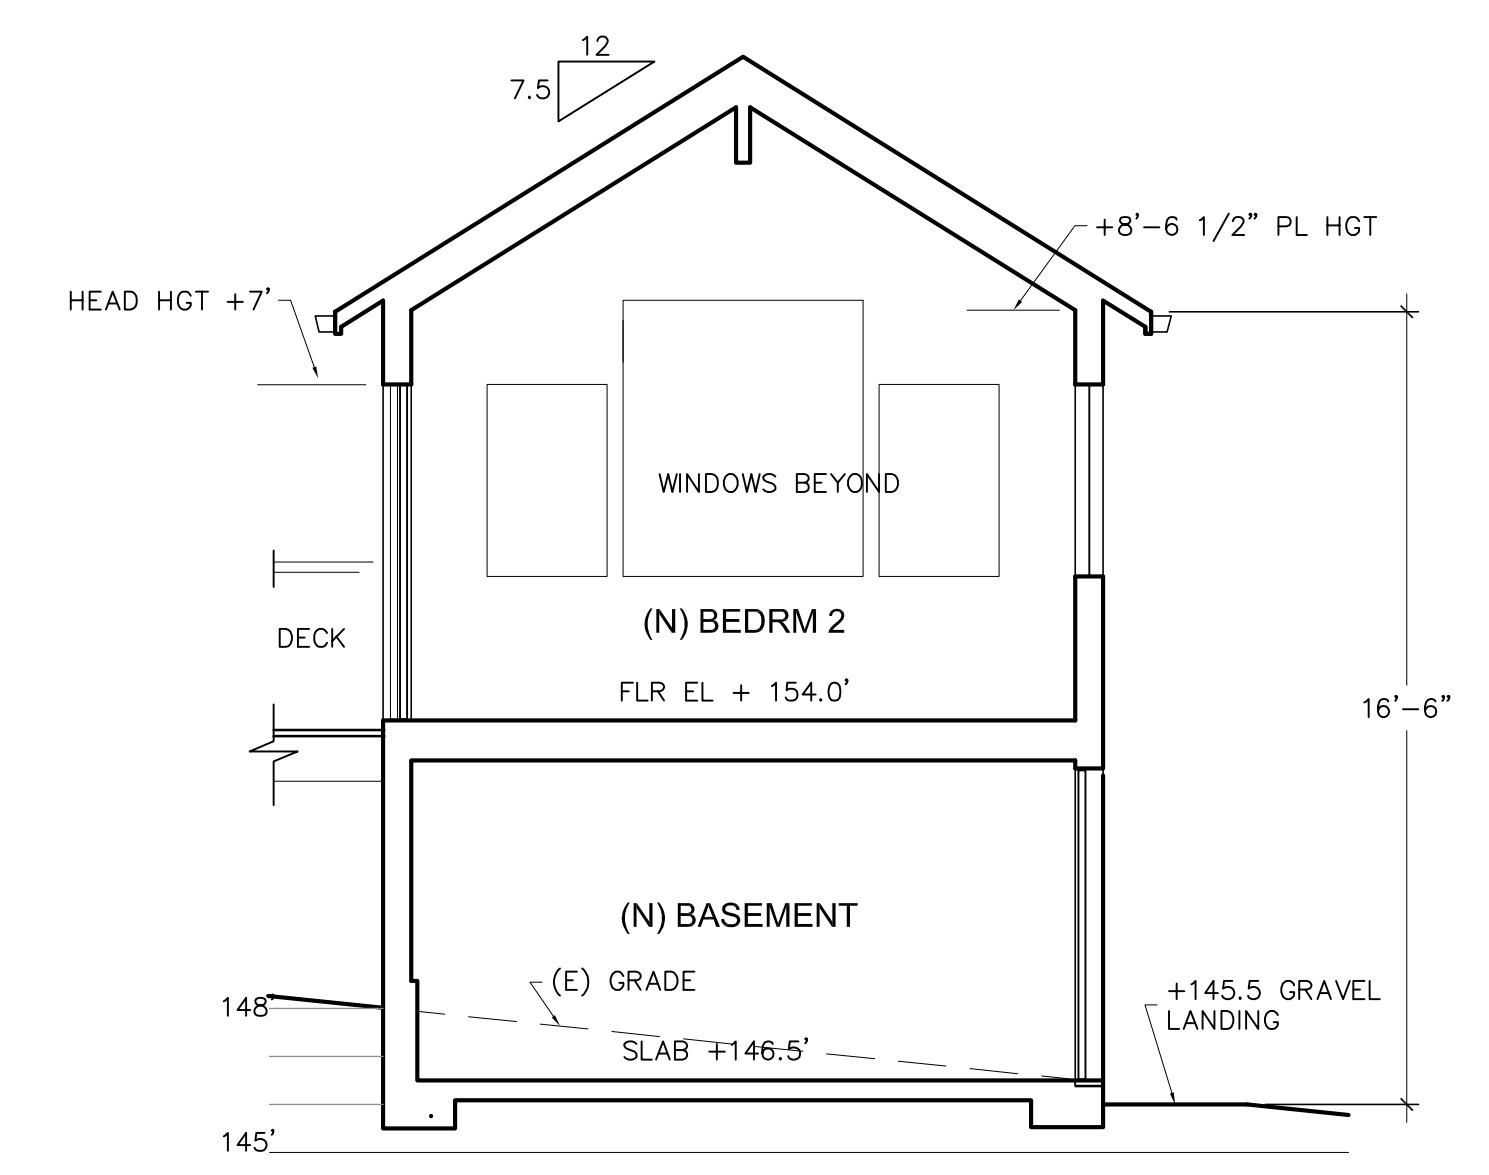 12
7.5
+8'-6 1/2" PL HGT
HEAD HGT +7'
WINDOWS BEYOND
(N) BEDRM 2
DECK
FLR EL + 154.0'
16'-6"
(N) BASEMENT
(E) GRADE
148'
+145.5 GRAVEL
LANDING
SLAB +146.5'
145'